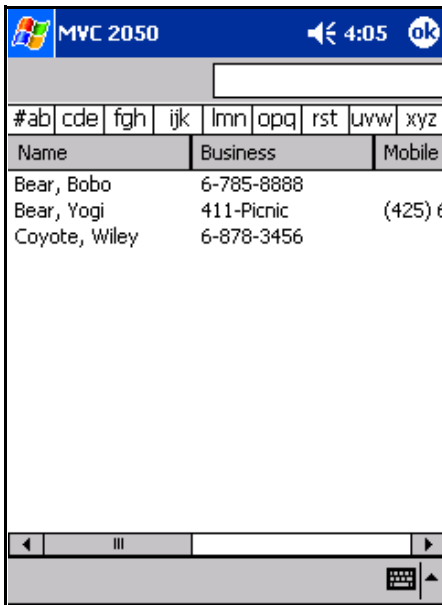 MVC 2050 4:05 ok
#ab cde fgh ijk lmn opq rst uvw xyz
Name Business Mobile
Bear, Bobo 6-785-8888
Bear, Yogi 411-Picnic (425) 6
Coyote, Wiley 6-878-3456